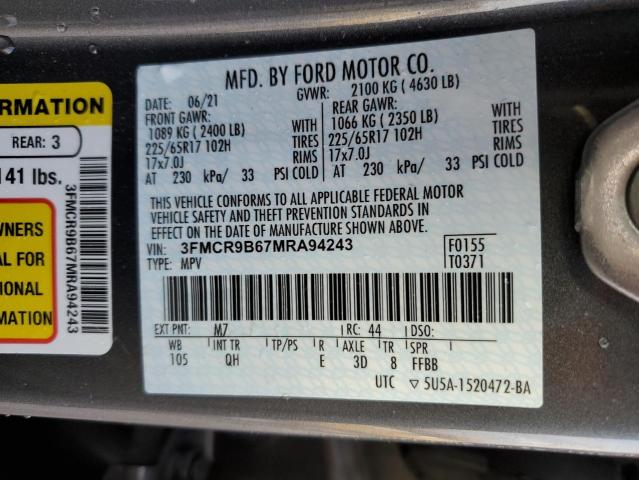 ORMATION
REAR: 3
141 lbs.
WNERS
AL FOR
TIONAL
RMATION
3FMCR9B67MRA94243
MFD. BY FORD MOTOR CO.
DATE: 06/21 GVWR: 2100 KG ( 4630 LB)
FRONT GAWR: REAR GAWR:
1089 KG ( 2400 LB) 1066 KG ( 2350 LB)
225/65R17 102H TIRES 225/65R17 102H TIRES
17x7.0J RIMS 17x7.0J RIMS
AT 230 kPa/ 33 PSI COLD AT 230 kPa/ 33 PSI COLD
THIS VEHICLE CONFORMS TO ALL APPLICABLE FEDERAL MOTOR
VEHICLE SAFETY AND THEFT PREVENTION STANDARDS IN
EFFECT ON THE DATE OF MANUFACTURE SHOWN ABOVE.
VIN: 3FMCR9B67MRA94243 F0155
TYPE: MPV T0371
EXT PNT: M7 RC: 44 DSO:
WB INT TR TP/PS R AXLE TR SPR
105 QH E 3D 8 FFBB
UTC ▽ 5U5A-1520472-BA